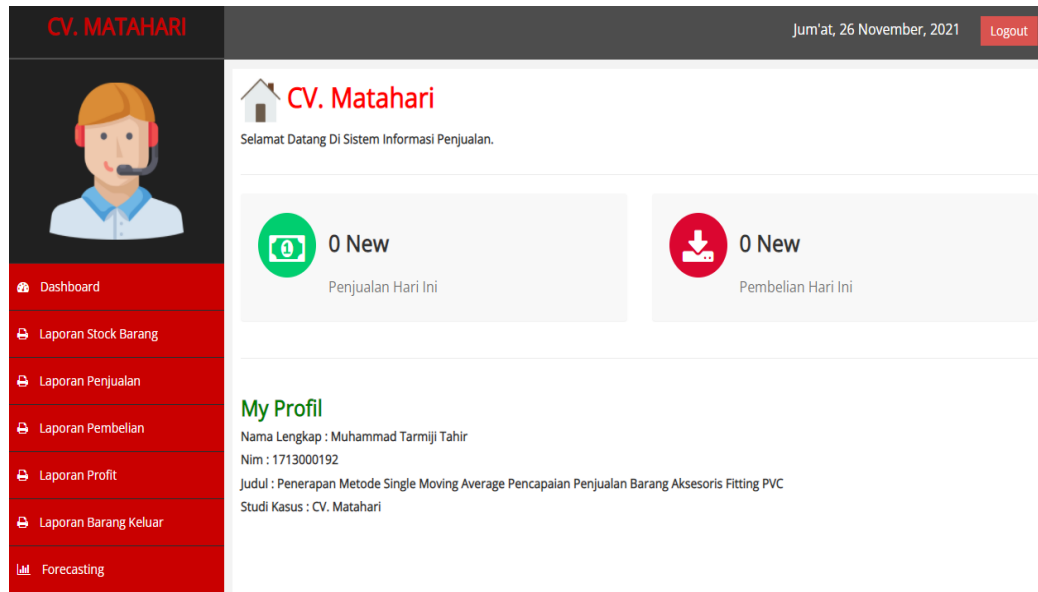 CV. MATAHARI
Jum'at, 26 November, 2021
Logout
CV. Matahari
Selamat Datang Di Sistem Informasi Penjualan.
0 New
Penjualan Hari Ini
0 New
Pembelian Hari Ini
Dashboard
Laporan Stock Barang
Laporan Penjualan
Laporan Pembelian
Laporan Profit
Laporan Barang Keluar
Forecasting
My Profil
Nama Lengkap : Muhammad Tarmiji Tahir
Nim : 1713000192
Judul : Penerapan Metode Single Moving Average Pencapaian Penjualan Barang Aksesoris Fitting PVC
Studi Kasus : CV. Matahari